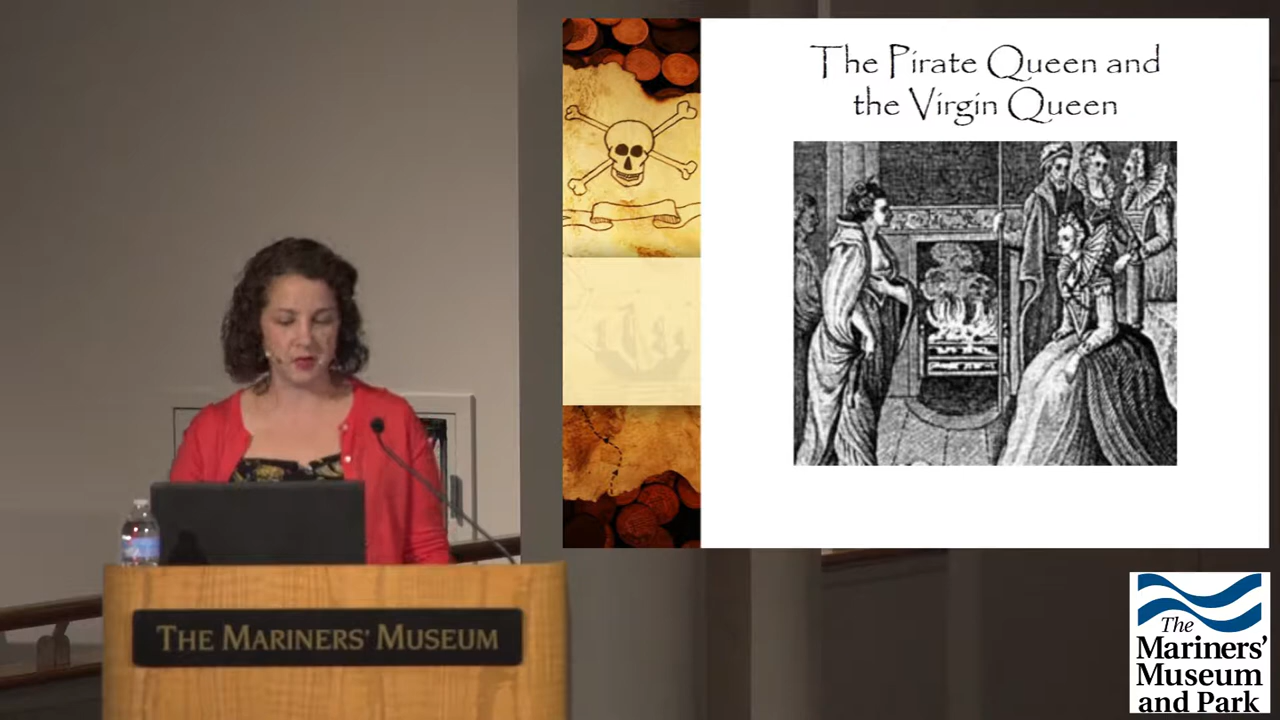 The Pirate Queen and
the Virgin Queen
THE MARINERS' MUSEUM
The
Mariners'
Museum
and Park